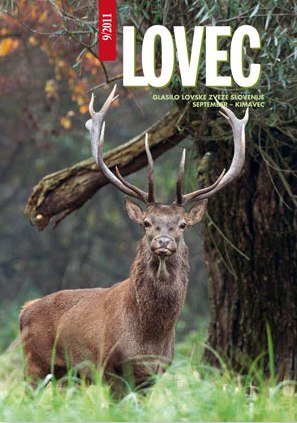 9/2011
LOVEC
GLASILO LOVSKE ZVEZE SLOVENIJE
SEPTEMBER – KIMAVEC